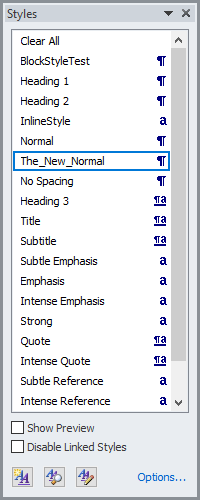 Styles
Clear All
BlockStyleTest ¶
Heading 1 ¶
Heading 2 ¶
InlineStyle a
Normal ¶
The_New_Normal ¶
No Spacing ¶
Heading 3 ¶a
Title ¶a
Subtitle ¶a
Subtle Emphasis a
Emphasis a
Intense Emphasis a
Strong a
Quote ¶a
Intense Quote ¶a
Subtle Reference a
Intense Reference a
Show Preview
Disable Linked Styles
Options...